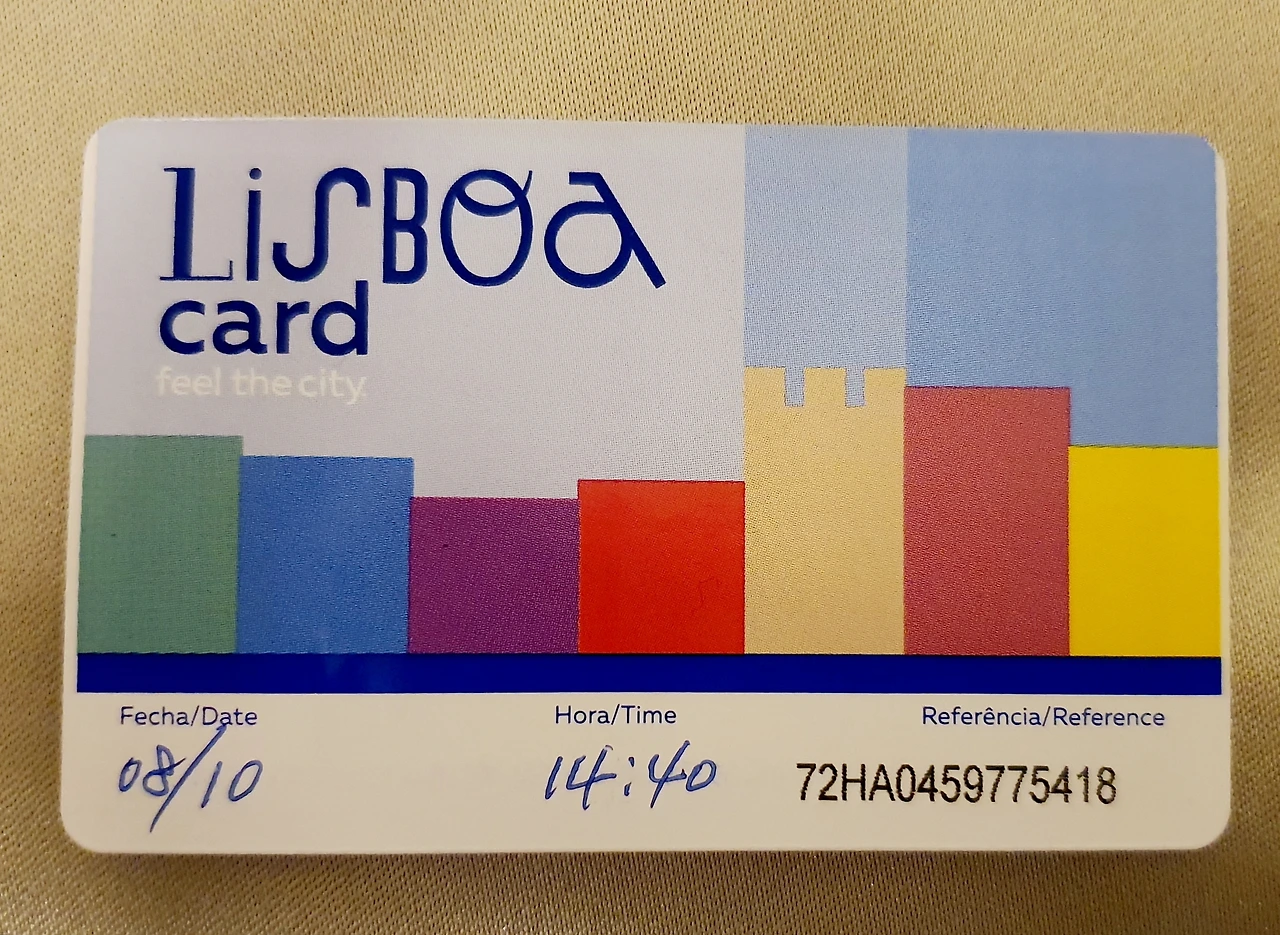 LiSBOA
card
feel the city.
Fecha/Date Hora/Time Referência/Reference
08/10 14:40 72HA0459775418